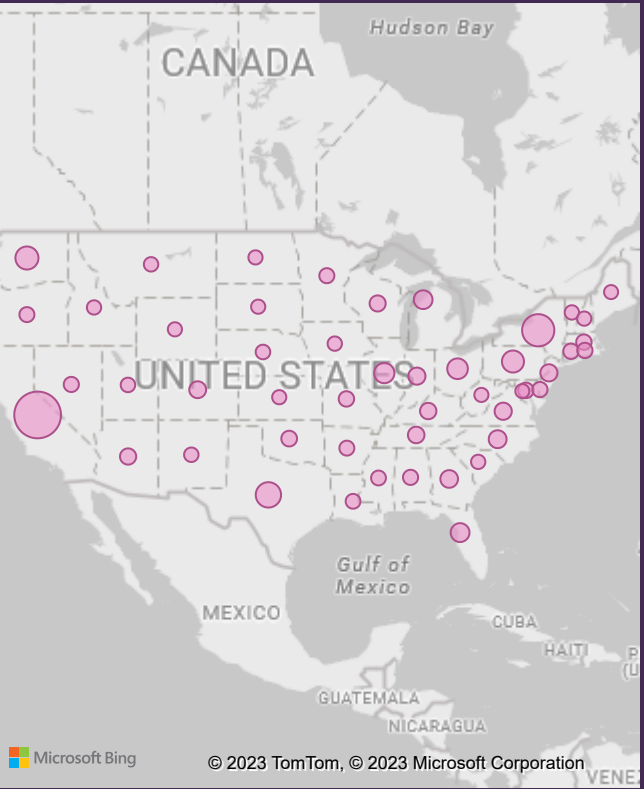 Hudson Bay
CANADA
UNITED STATES
Gulf of
Mexico
MEXICO
CUBA
HAITI
P
(U
GUATEMALA
NICARAGUA
Microsoft Bing
© 2023 TomTom, © 2023 Microsoft Corporation
VENEZ